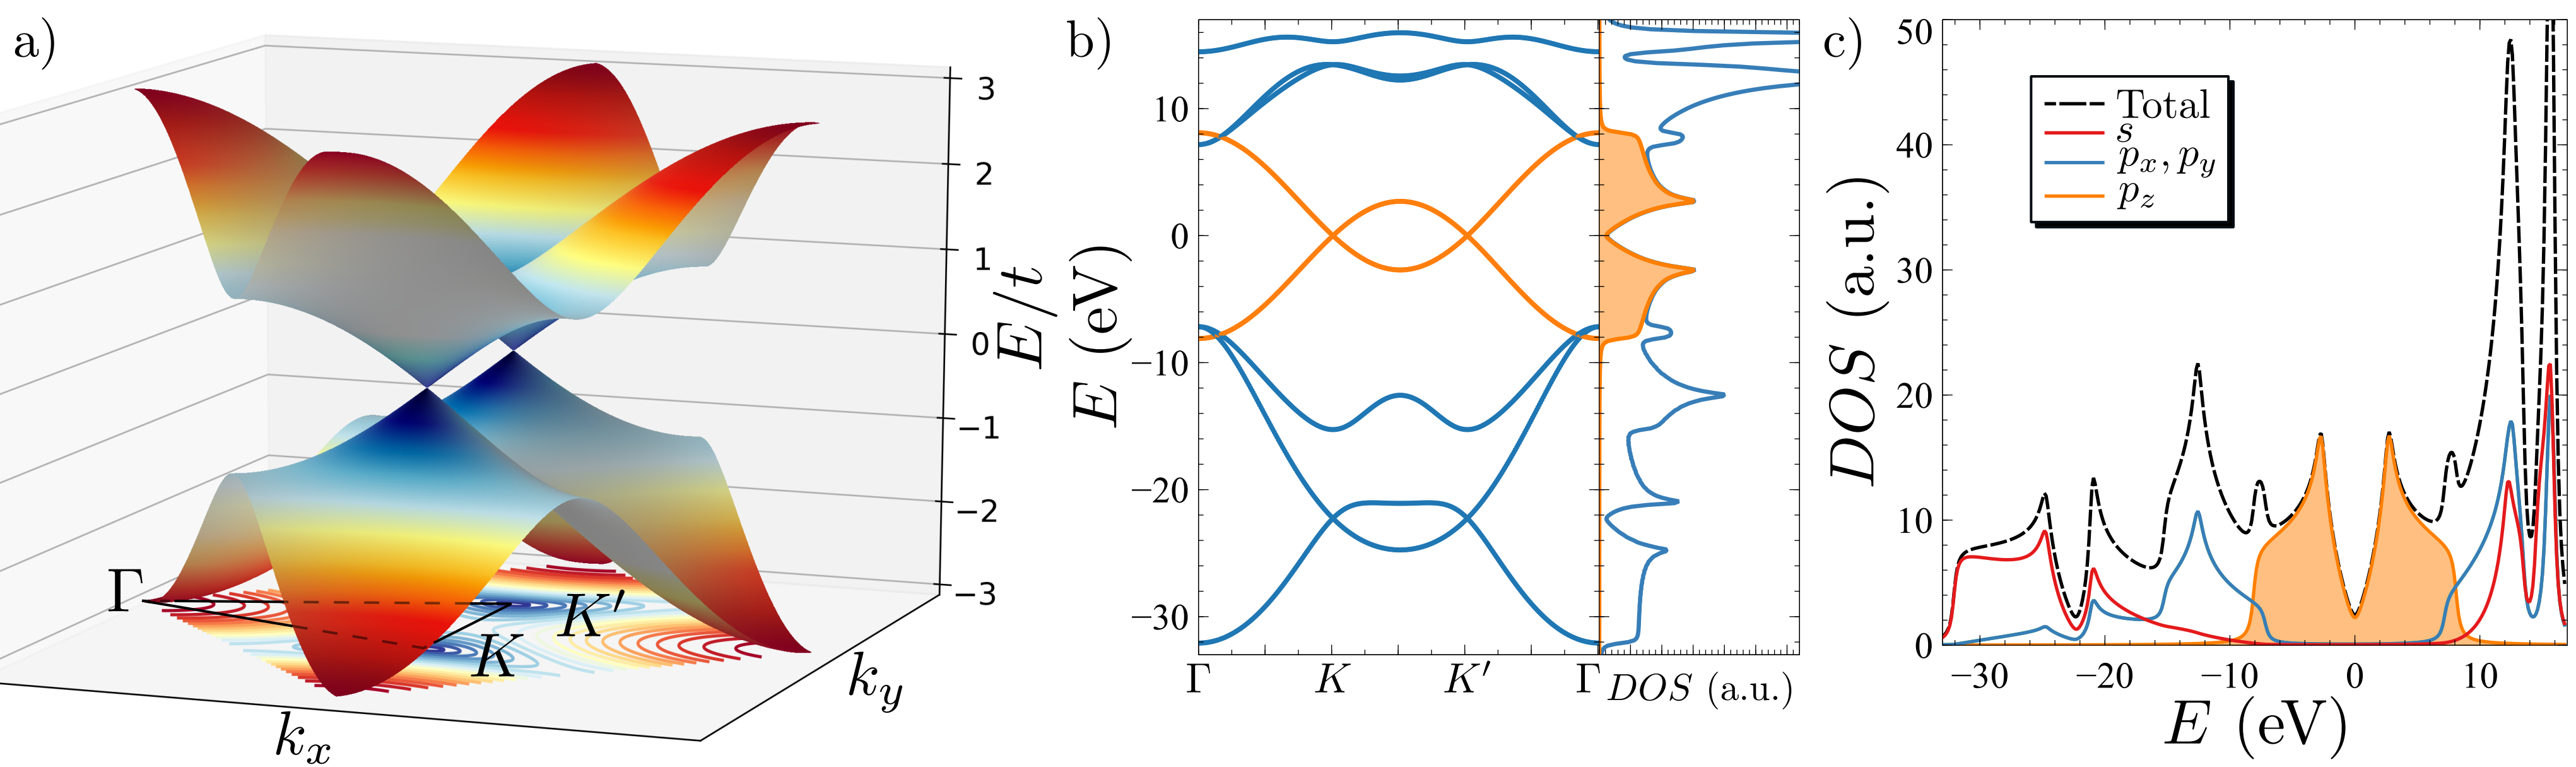 a)
3
2
1
0
−1
−2
−3
E/t
Γ
K
K′
k_x
k_y
b)
10
0
−10
−20
−30
E (eV)
Γ
K
K′
Γ
DOS (a.u.)
c)
50
40
30
20
10
0
DOS (a.u.)
Total
s
p_x, p_y
p_z
−30
−20
−10
0
10
E (eV)